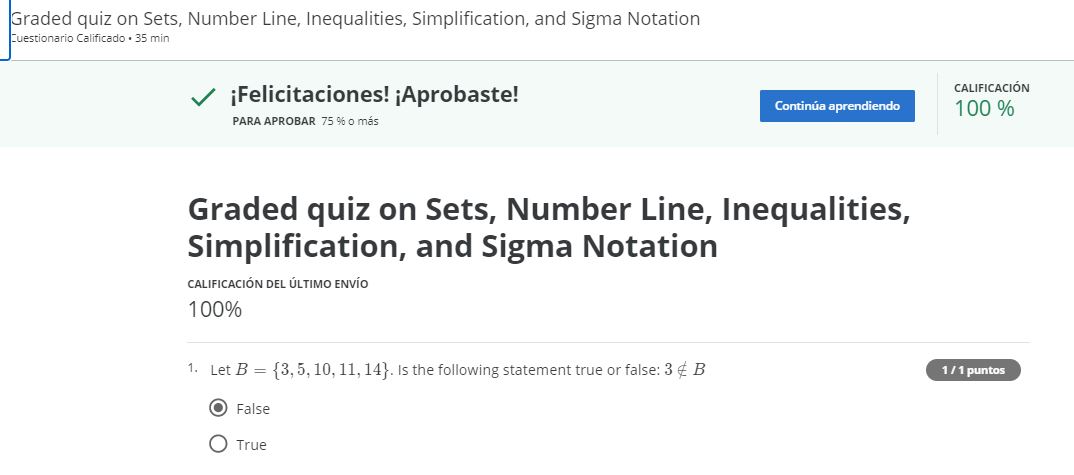 Graded quiz on Sets, Number Line, Inequalities, Simplification, and Sigma Notation
Cuestionario Calificado • 35 min
¡Felicitaciones! ¡Aprobaste!
PARA APROBAR 75 % o más
Continúa aprendiendo
CALIFICACIÓN
100 %
Graded quiz on Sets, Number Line, Inequalities,
Simplification, and Sigma Notation
CALIFICACIÓN DEL ÚLTIMO ENVÍO
100%
1. Let B = {3, 5, 10, 11, 14}. Is the following statement true or false: 3 ∉ B
1 / 1 puntos
False
True